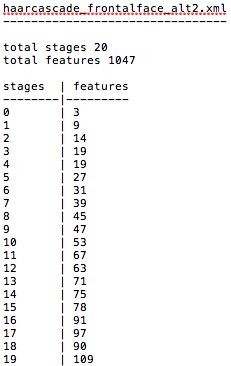 haarcascade_frontalface_alt2.xml
--------------------------------
total stages 20
total features 1047
stages | features
--------|---------
0 | 3
1 | 9
2 | 14
3 | 19
4 | 19
5 | 27
6 | 31
7 | 39
8 | 45
9 | 47
10 | 53
11 | 67
12 | 63
13 | 71
14 | 75
15 | 78
16 | 91
17 | 97
18 | 90
19 | 109